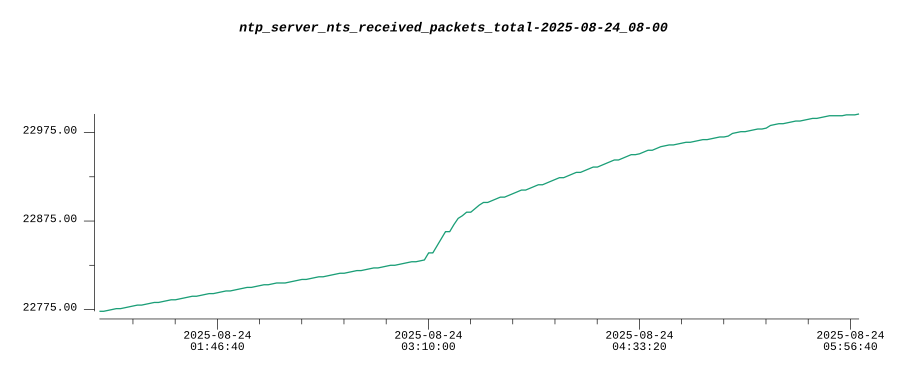 ntp_server_nts_received_packets_total-2025-08-24_08-00
22975.00
22875.00
22775.00
2025-08-24 2025-08-24 2025-08-24 2025-08-24
01:46:40 03:10:00 04:33:20 05:56:40